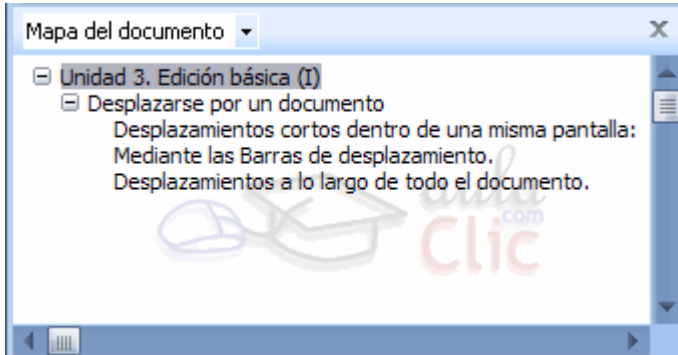 Mapa del documento
Unidad 3. Edición básica (I)
Desplazarse por un documento
Desplazamientos cortos dentro de una misma pantalla:
Mediante las Barras de desplazamiento.
Desplazamientos a lo largo de todo el documento.
aula
.com
Clic